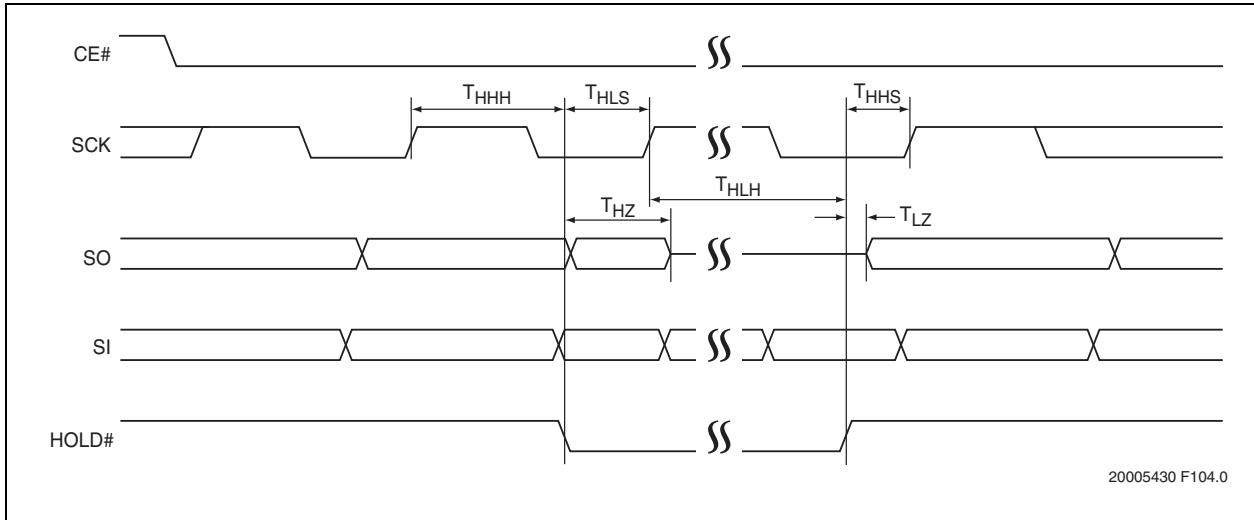 CE#
THHH
THLS
THHS
SCK
THLH
THZ
TLZ
SO
SI
HOLD#
20005430 F104.0